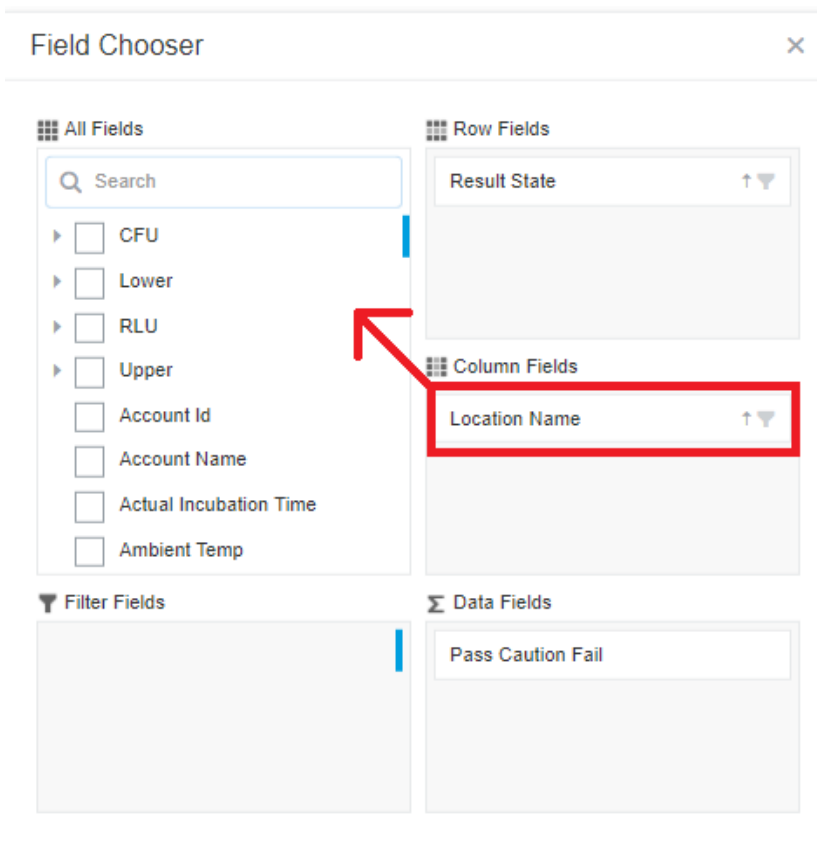 Field Chooser
All Fields
Search
CFU
Lower
RLU
Upper
Account Id
Account Name
Actual Incubation Time
Ambient Temp
Row Fields
Result State
Column Fields
Location Name
Filter Fields
Data Fields
Pass Caution Fail